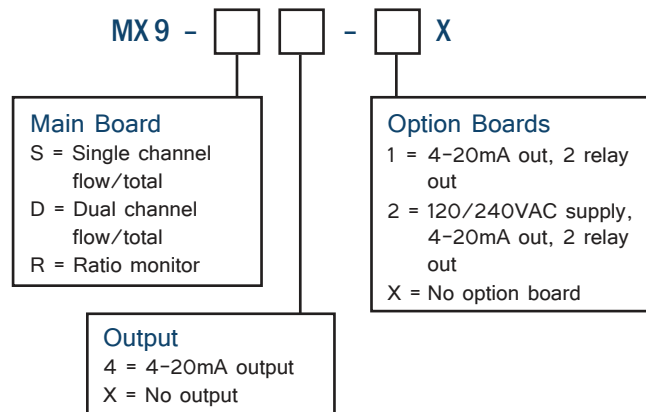 MX 9 - - X
Main Board
S = Single channel
flow/total
D = Dual channel
flow/total
R = Ratio monitor
Option Boards
1 = 4-20mA out, 2 relay
out
2 = 120/240VAC supply,
4-20mA out, 2 relay
out
X = No option board
Output
4 = 4-20mA output
X = No output